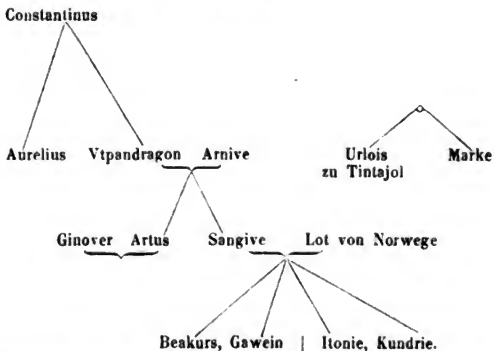 Constantinus
Aurelius Vtpandragon Arnive Urlois Marke
zu Tintajol
Ginover Artus Sangive Lot von Norwege
Beakurs, Gawein | Itonie, Kundrie.